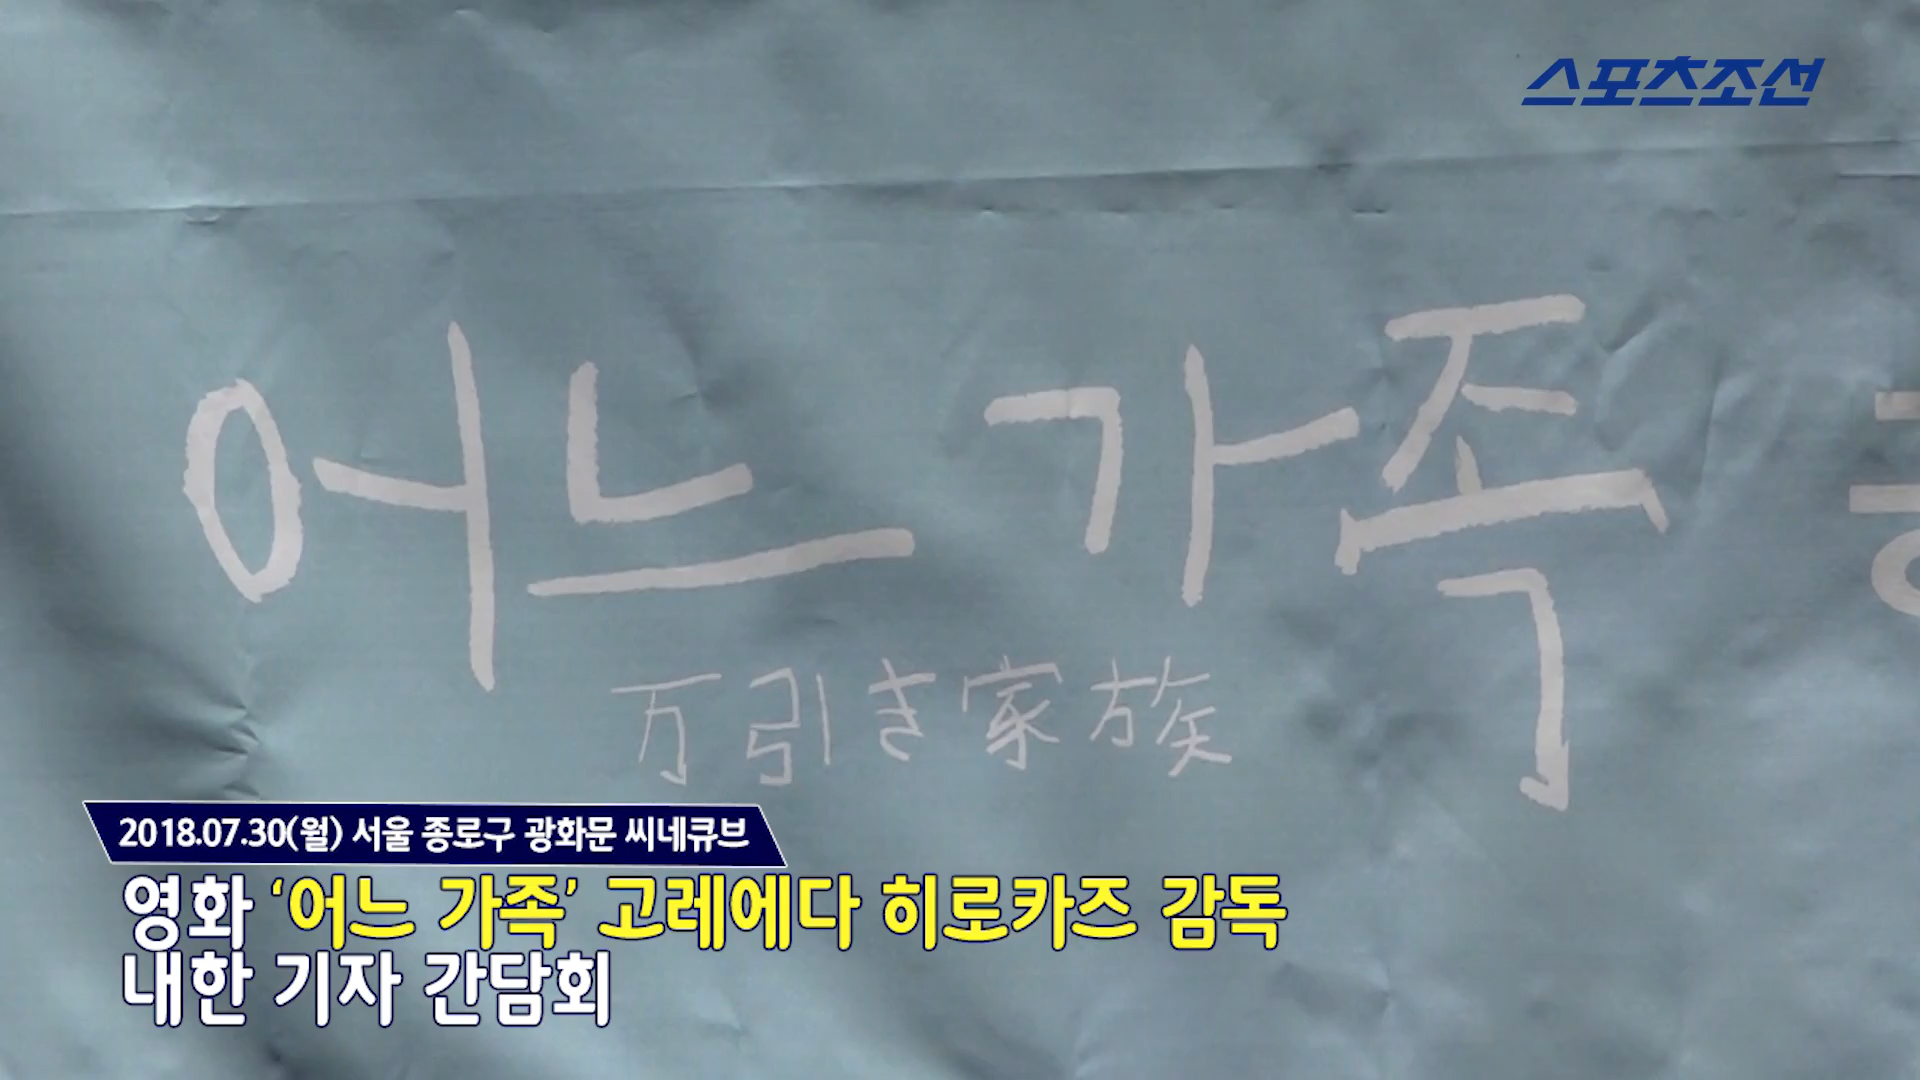 스포츠조선
어느 가족
万引き家族
2018.07.30(월) 서울 종로구 광화문 씨네큐브
영화 ‘어느 가족’ 고레에다 히로카즈 감독
내한 기자 간담회